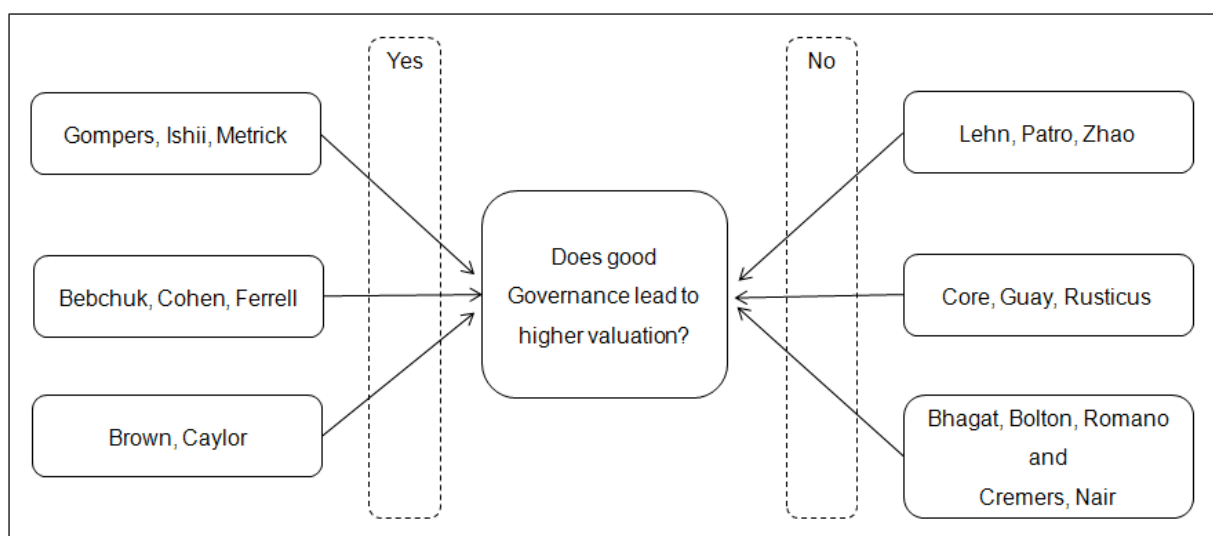 Yes
No
Gompers, Ishii, Metrick
Lehn, Patro, Zhao
Does good
Governance lead to
higher valuation?
Bebchuk, Cohen, Ferrell
Core, Guay, Rusticus
Brown, Caylor
Bhagat, Bolton, Romano
and
Cremers, Nair